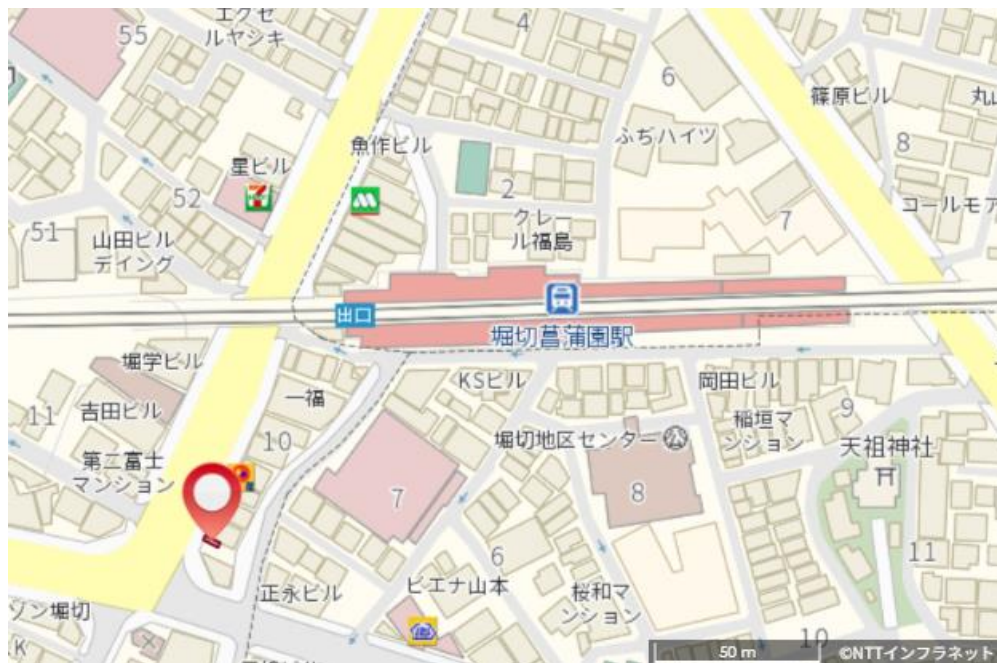 エクセ
ルヤシキ
55
4
6
篠原ビル
丸山
8
魚作ビル
ふぢハイツ
星ビル
52
2
クレー
ル福島
7
コールモア
51
山田ビル
ディング
出口
堀切菖蒲園駅
堀学ビル
KSビル
岡田ビル
一福
11
吉田ビル
10
稲垣マ
ンション
9
堀切地区センター
天祖神社
第二富士
マンション
7
8
6
11
正永ビル
ビエナ山本
桜和マ
ンション
ゾン堀切
K
10
50 m
©NTTインフラネット